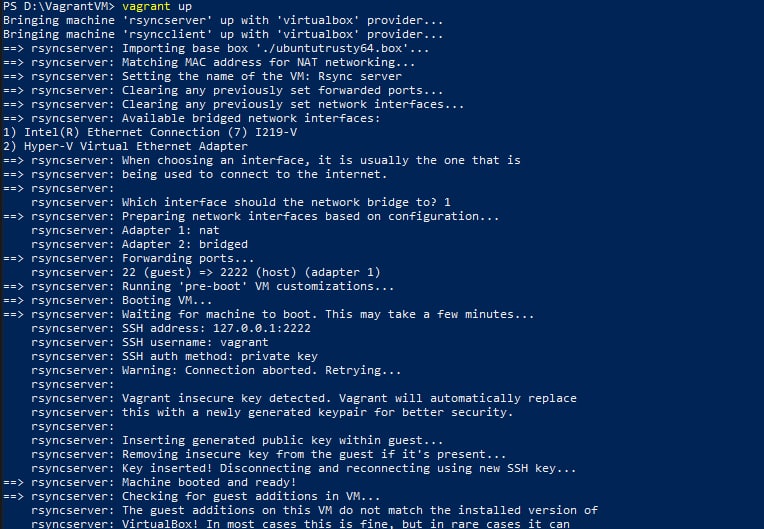 PS D:\VagrantVM> vagrant up
Bringing machine 'rsyncserver' up with 'virtualbox' provider...
Bringing machine 'rsyncclient' up with 'virtualbox' provider...
==> rsyncserver: Importing base box './ubuntutrusty64.box'...
==> rsyncserver: Matching MAC address for NAT networking...
==> rsyncserver: Setting the name of the VM: Rsync server
==> rsyncserver: Clearing any previously set forwarded ports...
==> rsyncserver: Clearing any previously set network interfaces...
==> rsyncserver: Available bridged network interfaces:
1) Intel(R) Ethernet Connection (7) I219-V
2) Hyper-V Virtual Ethernet Adapter
==> rsyncserver: When choosing an interface, it is usually the one that is
==> rsyncserver: being used to connect to the internet.
==> rsyncserver:
    rsyncserver: Which interface should the network bridge to? 1
==> rsyncserver: Preparing network interfaces based on configuration...
    rsyncserver: Adapter 1: nat
    rsyncserver: Adapter 2: bridged
==> rsyncserver: Forwarding ports...
    rsyncserver: 22 (guest) => 2222 (host) (adapter 1)
==> rsyncserver: Running 'pre-boot' VM customizations...
==> rsyncserver: Booting VM...
==> rsyncserver: Waiting for machine to boot. This may take a few minutes...
    rsyncserver: SSH address: 127.0.0.1:2222
    rsyncserver: SSH username: vagrant
    rsyncserver: SSH auth method: private key
    rsyncserver: Warning: Connection aborted. Retrying...
    rsyncserver:
    rsyncserver: Vagrant insecure key detected. Vagrant will automatically replace
    rsyncserver: this with a newly generated keypair for better security.
    rsyncserver:
    rsyncserver: Inserting generated public key within guest...
    rsyncserver: Removing insecure key from the guest if it's present...
    rsyncserver: Key inserted! Disconnecting and reconnecting using new SSH key...
==> rsyncserver: Machine booted and ready!
==> rsyncserver: Checking for guest additions in VM...
    rsyncserver: The guest additions on this VM do not match the installed version of
    rsyncserver: VirtualBox! In most cases this is fine, but in rare cases it can